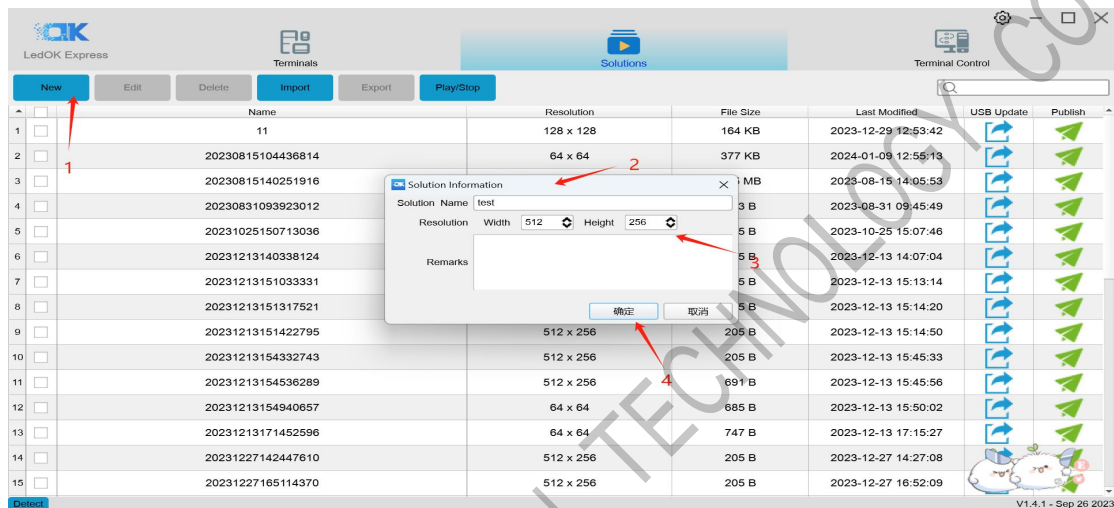 OK
LedOK Express
Terminals
Solutions
Terminal Control
New Edit Delete Import Export Play/Stop
Name Resolution File Size Last Modified USB Update Publish
1 11 128 x 128 164 KB 2023-12-29 12:53:42
1
2 20230815104436814 64 x 64 377 KB 2024-01-09 12:55:13
2
3 20230815140251916 MB 2023-08-15 14:05:53
4 20230831093923012 3 B 2023-08-31 09:45:49
5 20231025150713036 5 B 2023-10-25 15:07:46
6 20231213140338124 5 B 2023-12-13 14:07:04
7 20231213151033331 5 B 2023-12-13 15:13:14
8 20231213151317521 5 B 2023-12-13 15:14:20
9 20231213151422795 512 x 256 205 B 2023-12-13 15:14:50
10 20231213154332743 512 x 256 205 B 2023-12-13 15:45:33
11 20231213154536289 512 x 256 691 B 2023-12-13 15:45:56
12 20231213154940657 64 x 64 685 B 2023-12-13 15:50:02
13 20231213171452596 64 x 64 747 B 2023-12-13 17:15:27
14 20231227142447610 512 x 256 205 B 2023-12-27 14:27:08
15 20231227165114370 512 x 256 205 B 2023-12-27 16:52:09
Solution Information
Solution Name test
Resolution Width 512 Height 256
3
Remarks
确定 取消
4
Detect V1.4.1 - Sep 26 2023
TECHNOLOGY CO